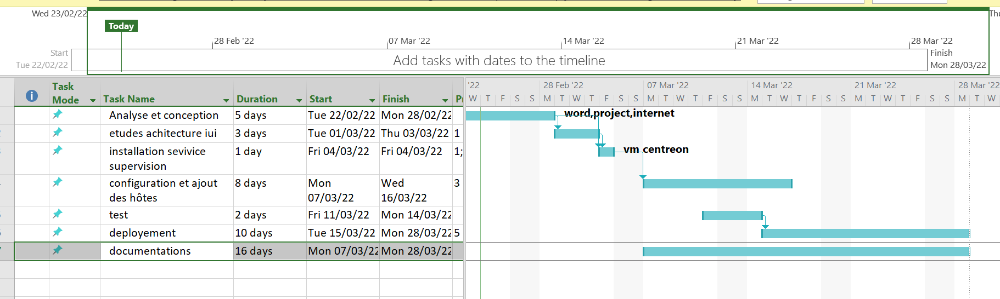 Wed 23/02/22
Thu
Today
28 Feb '22 07 Mar '22 14 Mar '22 21 Mar '22 28 Mar '22
Start
Tue 22/02/22
Add tasks with dates to the timeline
Finish
Mon 28/03/22
Task Mode Task Name Duration Start Finish Pr
'22 28 Feb '22 07 Mar '22 14 Mar '22 21 Mar '22 28 Mar '22
W T F S S M T W T F S S M T W T F S S M T W T F S S M T W T F S S M T W
Analyse et conception 5 days Tue 22/02/22 Mon 28/02/22
word,project,internet
etudes achitecture iui 3 days Tue 01/03/22 Thu 03/03/22 1
installation sevivice supervision 1 day Fri 04/03/22 Fri 04/03/22 1;
vm centreon
configuration et ajout des hôtes 8 days Mon 07/03/22 Wed 16/03/22 3
test 2 days Fri 11/03/22 Mon 14/03/22
deployement 10 days Tue 15/03/22 Mon 28/03/22 5
documentations 16 days Mon 07/03/22 Mon 28/03/22